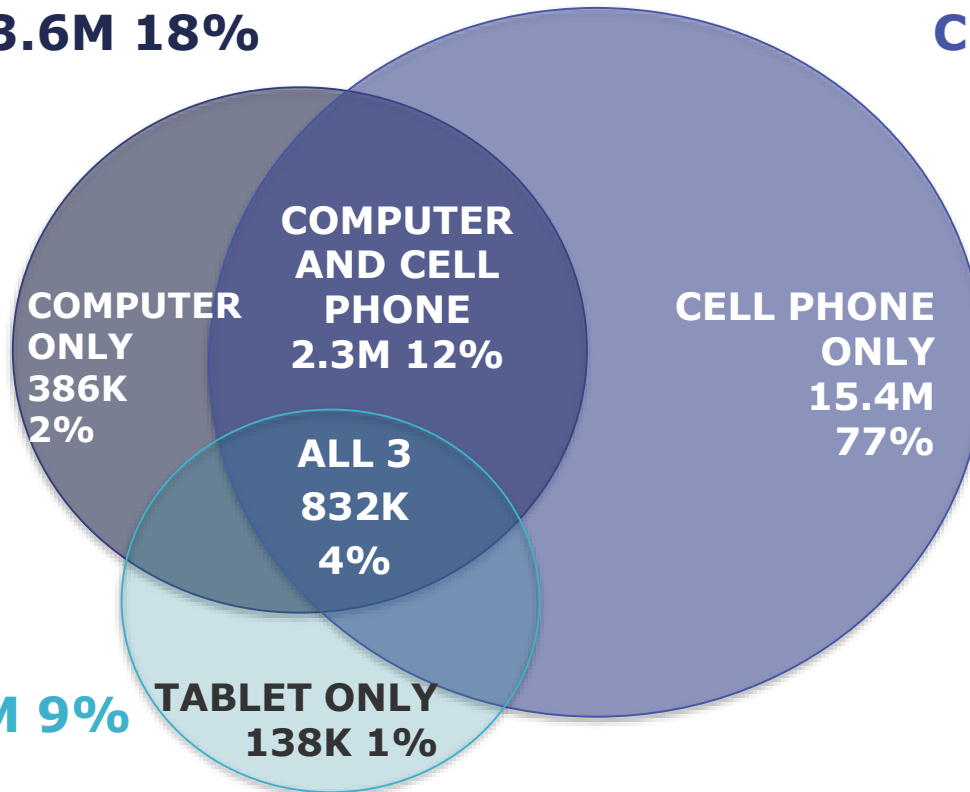 3.6M 18%
C
COMPUTER
AND CELL
PHONE
2.3M 12%
COMPUTER
ONLY
386K
2%
CELL PHONE
ONLY
15.4M
77%
ALL 3
832K
4%
TABLET ONLY
138K 1%
M 9%